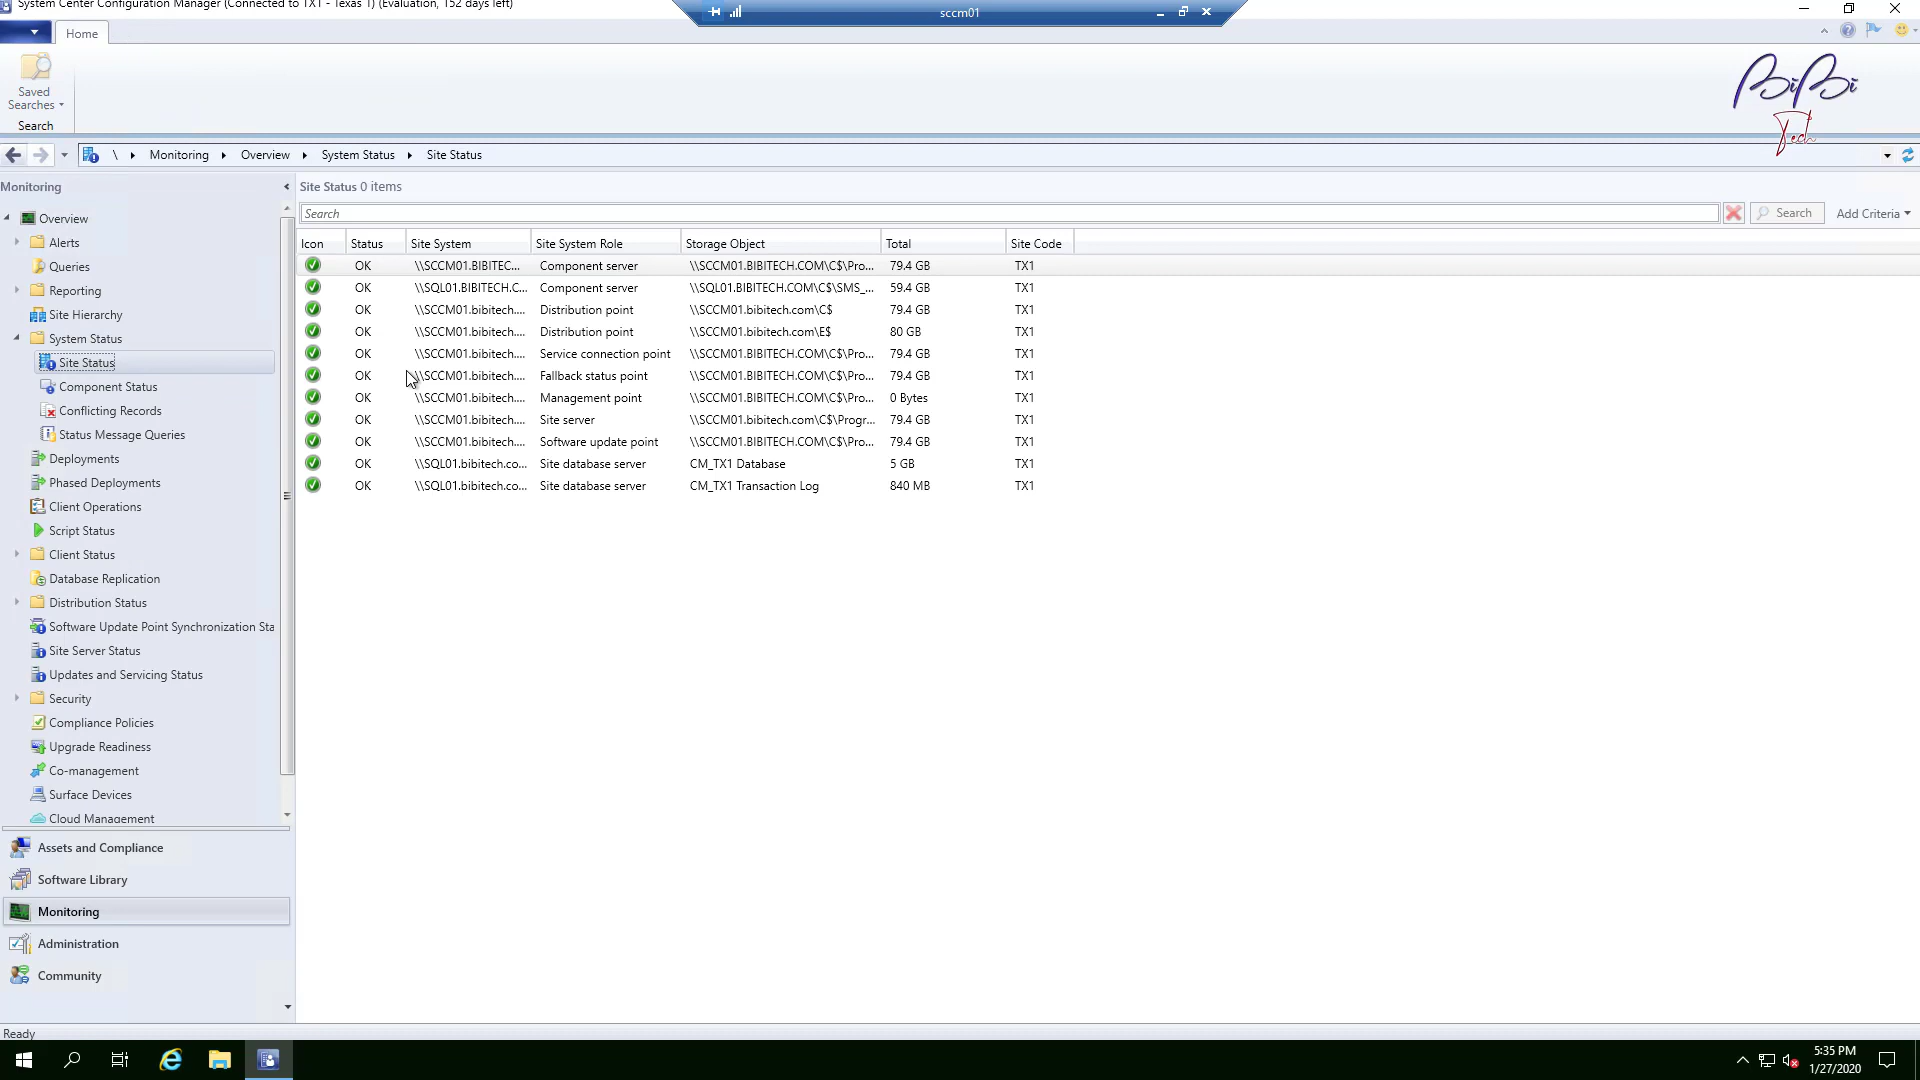 System Center Configuration Manager (Connected to TX1 - Texas 1) (Evaluation, 152 days left)
sccm01
Home
BiBi
Tech
Saved
Searches
Search
\ Monitoring Overview System Status Site Status
Monitoring
Site Status 0 items
Search
Search
Add Criteria
Icon Status Site System Site System Role Storage Object Total Site Code
OK \\SCCM01.BIBITEC... Component server \\SCCM01.BIBITECH.COM\C$\Pro... 79.4 GB TX1
OK \\SQL01.BIBITECH.C... Component server \\SQL01.BIBITECH.COM\C$\SMS_... 59.4 GB TX1
OK \\SCCM01.bibitech.... Distribution point \\SCCM01.bibitech.com\C$ 79.4 GB TX1
OK \\SCCM01.bibitech.... Distribution point \\SCCM01.bibitech.com\E$ 80 GB TX1
OK \\SCCM01.bibitech.... Service connection point \\SCCM01.BIBITECH.COM\C$\Pro... 79.4 GB TX1
OK \\SCCM01.bibitech.... Fallback status point \\SCCM01.BIBITECH.COM\C$\Pro... 79.4 GB TX1
OK \\SCCM01.bibitech.... Management point \\SCCM01.BIBITECH.COM\C$\Pro... 0 Bytes TX1
OK \\SCCM01.bibitech.... Site server \\SCCM01.bibitech.com\C$\Progr... 79.4 GB TX1
OK \\SCCM01.bibitech.... Software update point \\SCCM01.BIBITECH.COM\C$\Pro... 79.4 GB TX1
OK \\SQL01.bibitech.co... Site database server CM_TX1 Database 5 GB TX1
OK \\SQL01.bibitech.co... Site database server CM_TX1 Transaction Log 840 MB TX1
Overview
Alerts
Queries
Reporting
Site Hierarchy
System Status
Site Status
Component Status
Conflicting Records
Status Message Queries
Deployments
Phased Deployments
Client Operations
Script Status
Client Status
Database Replication
Distribution Status
Software Update Point Synchronization Sta
Site Server Status
Updates and Servicing Status
Security
Compliance Policies
Upgrade Readiness
Co-management
Surface Devices
Cloud Management
Assets and Compliance
Software Library
Monitoring
Administration
Community
Ready
5:35 PM
1/27/2020